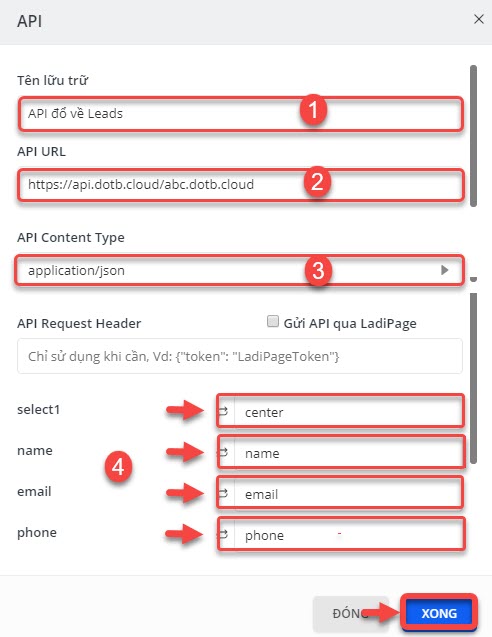 API
×
Tên lữu trữ
API đổ về Leads
1
API URL
https://api.dotb.cloud/abc.dotb.cloud
2
API Content Type
application/json
3
API Request Header
Gửi API qua LadiPage
Chỉ sử dụng khi cần, Vd: {"token": "LadiPageToken"}
select1
center
name
name
4
email
email
phone
phone
ĐÓNG
XONG